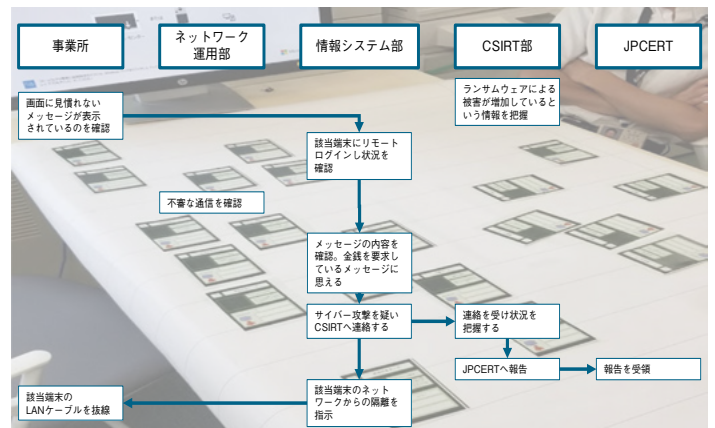 事業所
ネットワーク
運用部
情報システム部
CSIRT部
JPCERT
画面に見慣れない
メッセージが表示
されているのを確認
ランサムウェアによる
被害が増加していると
いう情報を把握
該当端末にリモート
ログインし状況を
確認
不審な通信を確認
メッセージの内容を
確認。金銭を要求し
ているメッセージに
思える
サイバー攻撃を疑い
CSIRTへ連絡する
連絡を受け状況を
把握する
JPCERTへ報告
報告を受領
該当端末のネット
ワークからの隔離を
指示
該当端末の
LANケーブルを抜線